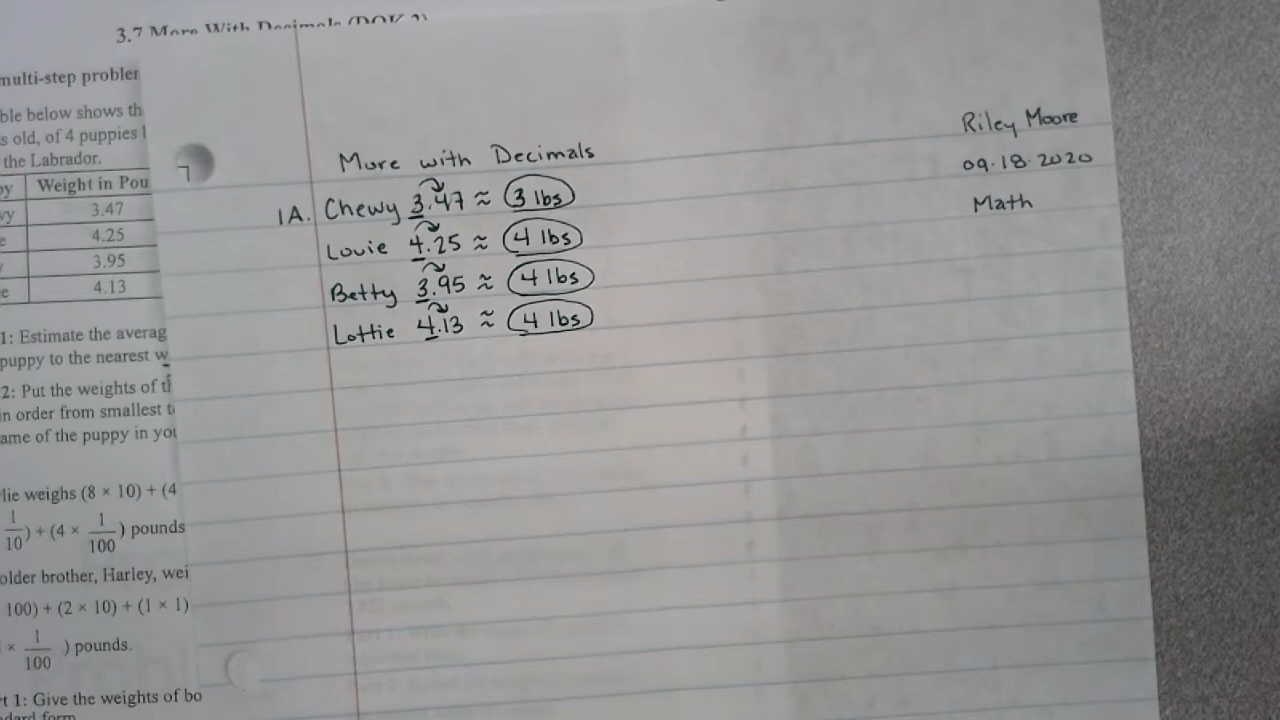 3.7 More With Decimals (DOK 2)
multi-step
ble below shows th
s old, of 4 puppies
the Labrador.
Weight in Pou
3.47
4.25
3.95
4.13
1: Estimate the averag
puppy to the nearest w
2: Put the weights of
in order from smallest
ame of the puppy in you
lie weighs (8 × 10) + (4
1/10) + (4 × 1/100) pounds
older brother, Harley, wei
100) + (2 × 10) + (1 × 1)
× 1/100 ) pounds.
t 1: Give the weights of bo
dard form
Riley Moore
09.18.2020
Math
More with Decimals
1A. Chewy 3.47 ≈ 3 lbs
Louie 4.25 ≈ 4 lbs
Betty 3.95 ≈ 4 lbs
Lottie 4.13 ≈ 4 lbs